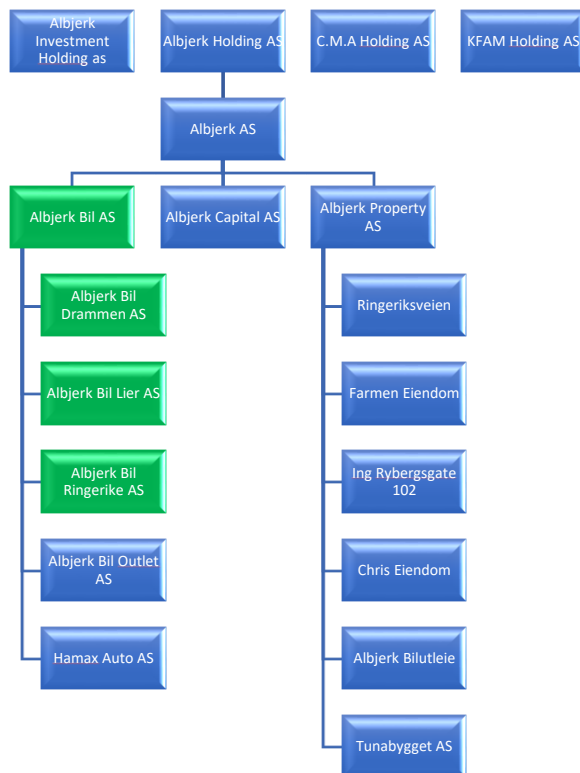 Albjerk
Investment
Holding as
Albjerk Holding AS
C.M.A Holding AS
KFAM Holding AS
Albjerk AS
Albjerk Bil AS
Albjerk Capital AS
Albjerk Property
AS
Albjerk Bil
Drammen AS
Albjerk Bil Lier AS
Albjerk Bil
Ringerike AS
Albjerk Bil Outlet
AS
Hamax Auto AS
Ringeriksveien
Farmen Eiendom
Ing Rybergsgate
102
Chris Eiendom
Albjerk Bilutleie
Tunabygget AS